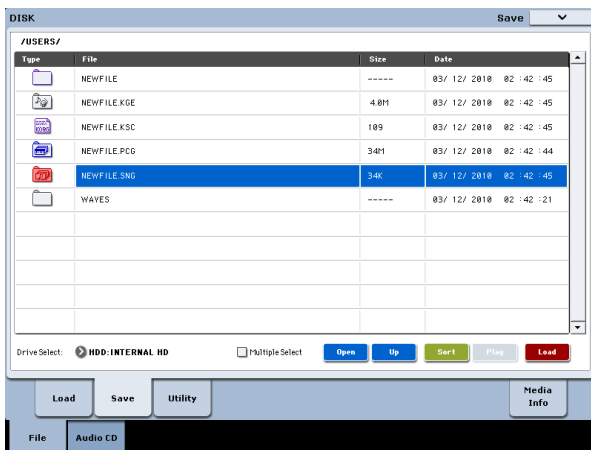 DISK Save
/USERS/
Type File Size Date
NEWFILE ----- 03/ 12/ 2010 02 :42 :45
NEWFILE.KGE 4.0M 03/ 12/ 2010 02 :42 :45
NEWFILE.KSC 109 03/ 12/ 2010 02 :42 :45
NEWFILE.PCG 34M 03/ 12/ 2010 02 :42 :44
NEWFILE.SNG 34K 03/ 12/ 2010 02 :42 :45
WAVES ----- 03/ 12/ 2010 02 :42 :21
Drive Select: HDD:INTERNAL HD Multiple Select Open Up Sort Play Load
Load Save Utility Media Info
File Audio CD